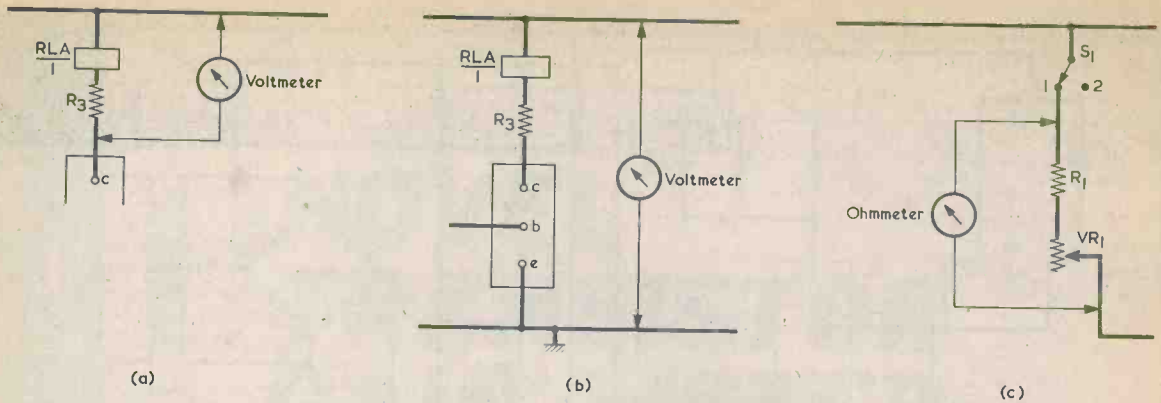 RLA
1
R3
Voltmeter
c
(a)
RLA
1
R3
c
b
e
Voltmeter
(b)
S1
1
2
R1
Ohmmeter
VR1
(c)